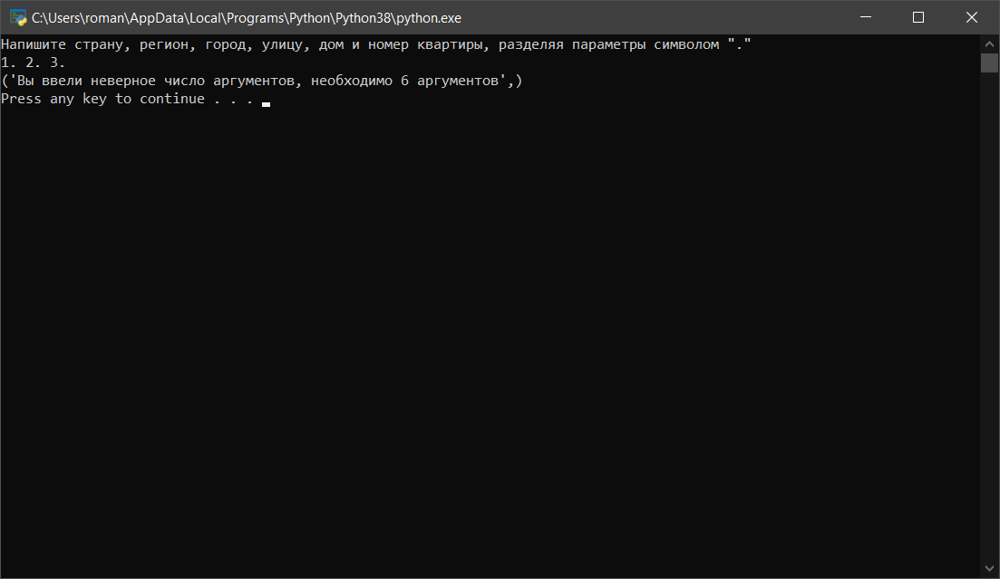 C:\Users\roman\AppData\Local\Programs\Python\Python38\python.exe
Напишите страну, регион, город, улицу, дом и номер квартиры, разделяя параметры символом "."
1. 2. 3.
('Вы ввели неверное число аргументов, необходимо 6 аргументов',)
Press any key to continue . . .